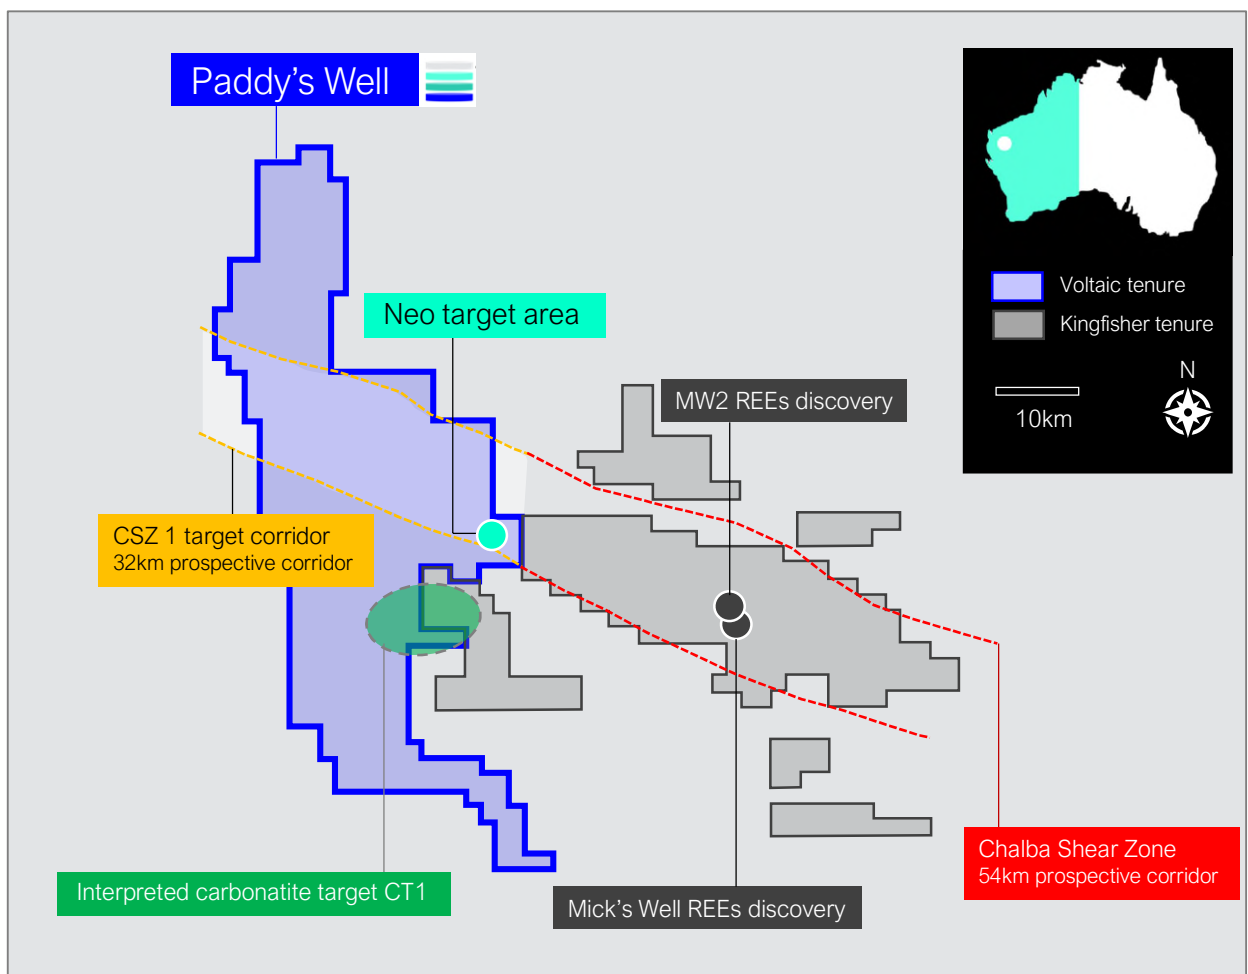 Paddy's Well
Voltaic tenure
Kingfisher tenure
Neo target area
N
10km
MW2 REEs discovery
CSZ 1 target corridor
32km prospective corridor
Chalba Shear Zone
54km prospective corridor
Interpreted carbonatite target CT1
Mick's Well REEs discovery